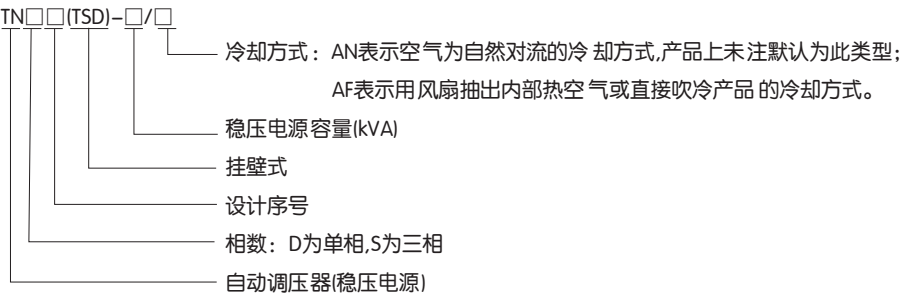 TN□□(TSD)–□/□
冷却方式：AN表示空气为自然对流的冷却方式,产品上未注默认为此类型；
AF表示用风扇抽出内部热空气或直接吹冷产品的冷却方式。
稳压电源容量(kVA)
挂壁式
设计序号
相数：D为单相,S为三相
自动调压器(稳压电源)